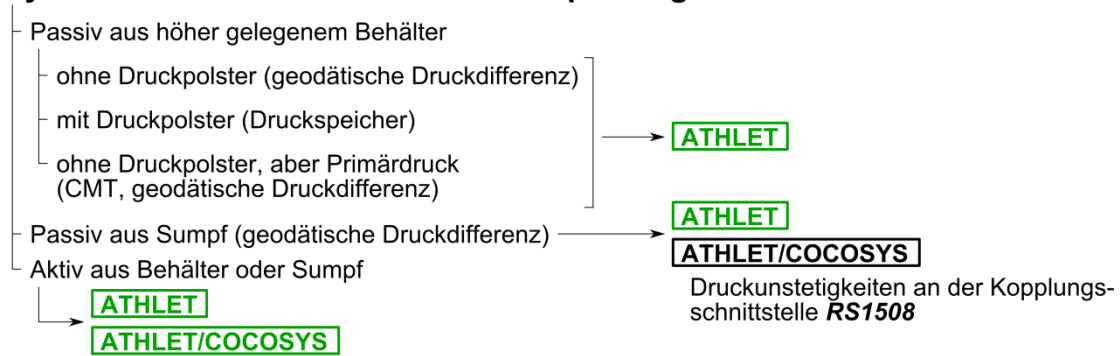 Passiv aus höher gelegenem Behälter
ohne Druckpolster (geodätische Druckdifferenz)
mit Druckpolster (Druckspeicher)
ohne Druckpolster, aber Primärdruck
(CMT, geodätische Druckdifferenz)
ATHLET
Passiv aus Sumpf (geodätische Druckdifferenz)
ATHLET
ATHLET/COCOSYS
Druckunstetigkeiten an der Kopplungs-
schnittstelle RS1508
Aktiv aus Behälter oder Sumpf
ATHLET
ATHLET/COCOSYS